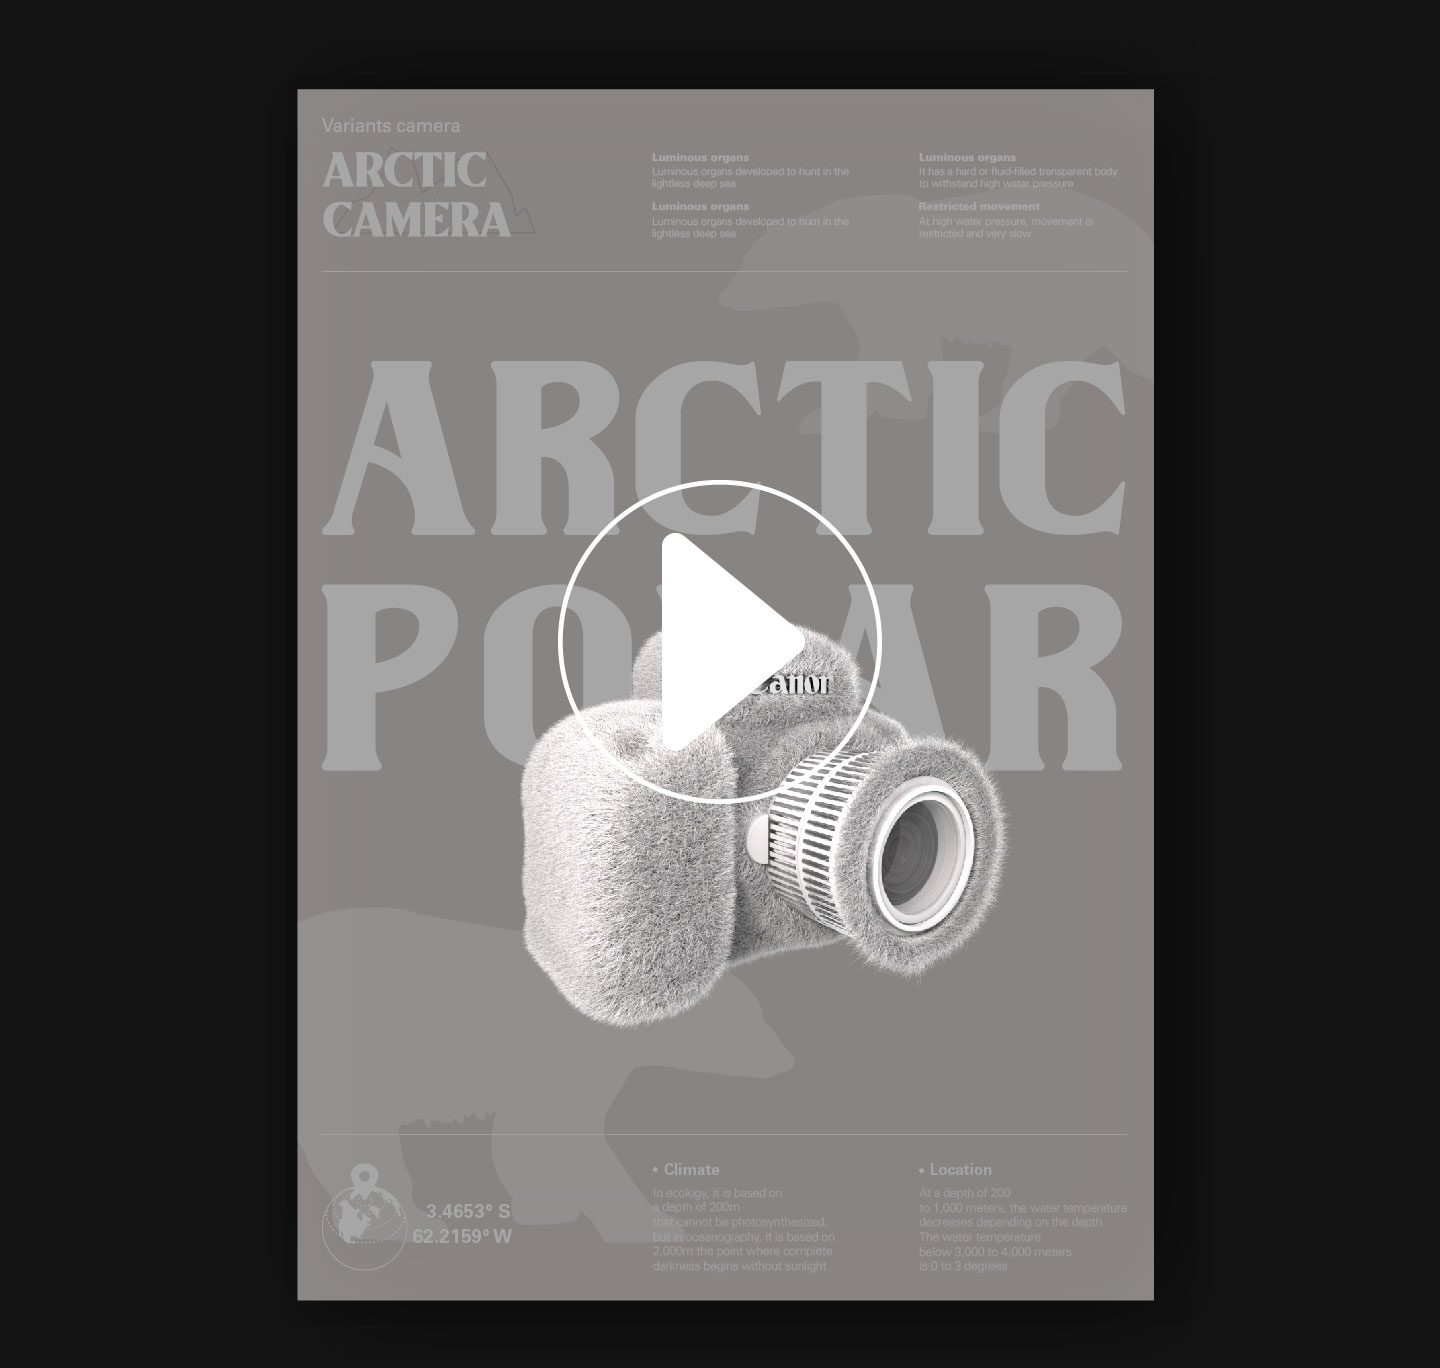 Variants camera
ARCTIC
CAMERA
Luminous organs
Luminous organs developed to hunt in the
lightless deep sea
Luminous organs
Luminous organs developed to hunt in the
lightless deep sea
Luminous organs
It has a hard or fluid-filled transparent body
to withstand high water pressure
Restricted movement
At high water pressure, movement is
restricted and very slow
ARCTIC
POLAR
Canon
3.4653° S
62.2159° W
• Climate
In ecology, it is based on
a depth of 200m
that cannot be photosynthesized,
but in oceanography, it is based on
2,000m the point where complete
darkness begins without sunlight
• Location
At a depth of 200
to 1,000 meters, the water temperature
decreases depending on the depth.
The water temperature
below 3,000 to 4,000 meters
is 0 to 3 degrees